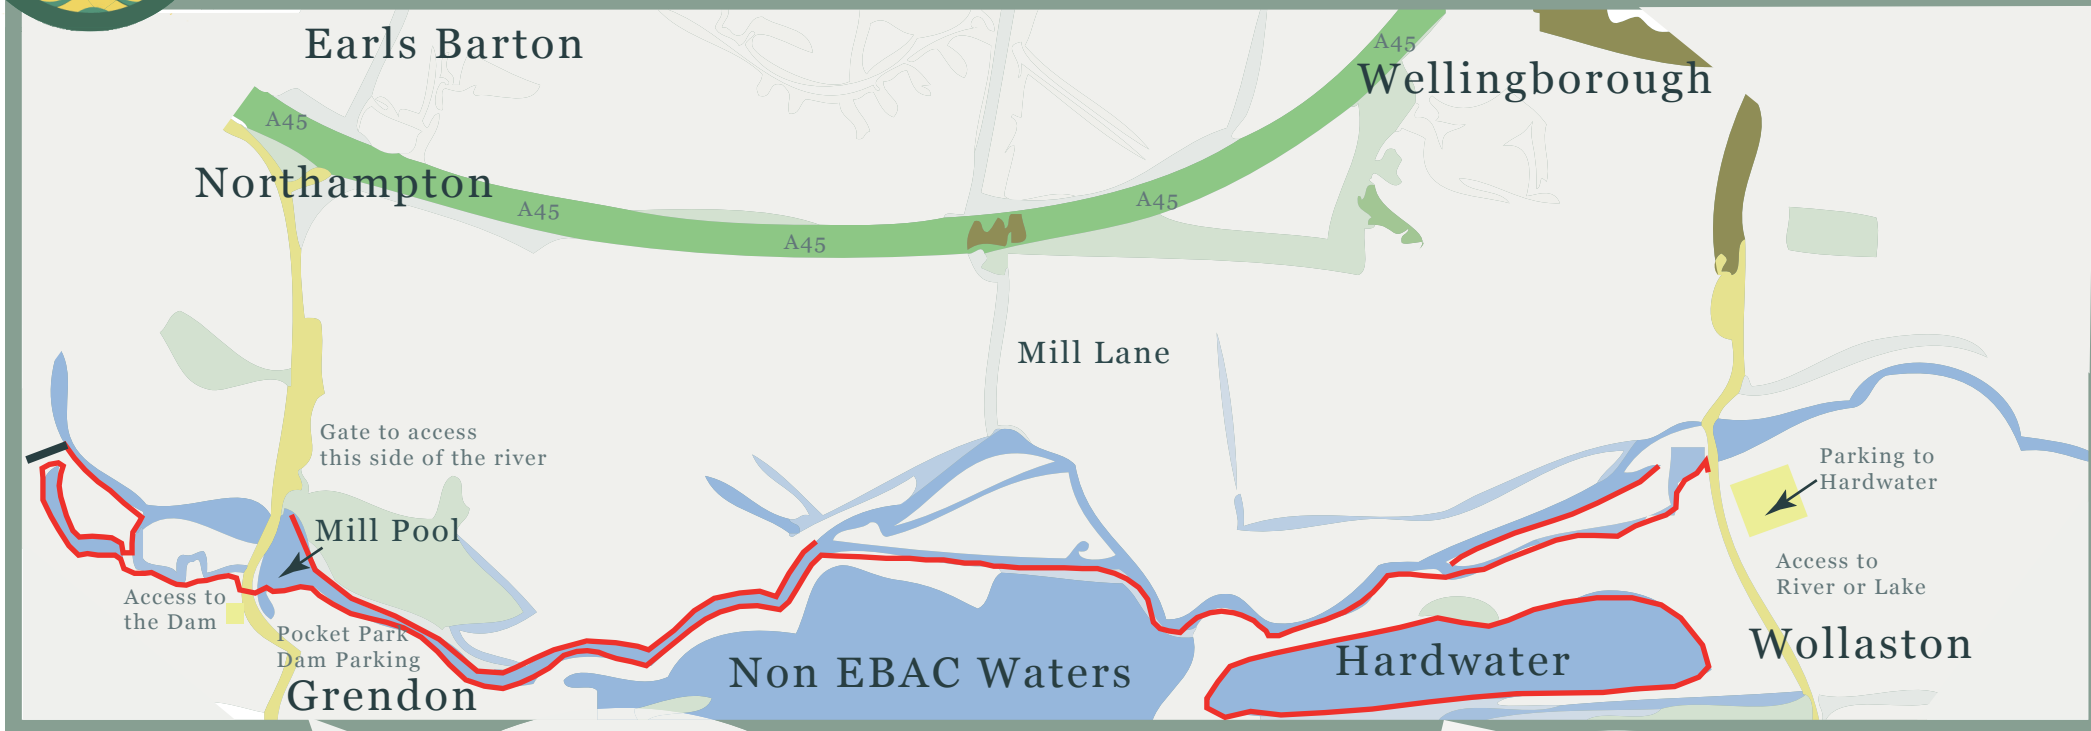 Earls Barton
A45
Wellingborough
A45
Northampton
A45
A45
A45
Mill Lane
Gate to access
this side of the river
Parking to
Hardwater
Mill Pool
Access to
River or Lake
Access to
the Dam
Pocket Park
Dam Parking
Grendon
Non EBAC Waters
Hardwater
Wollaston